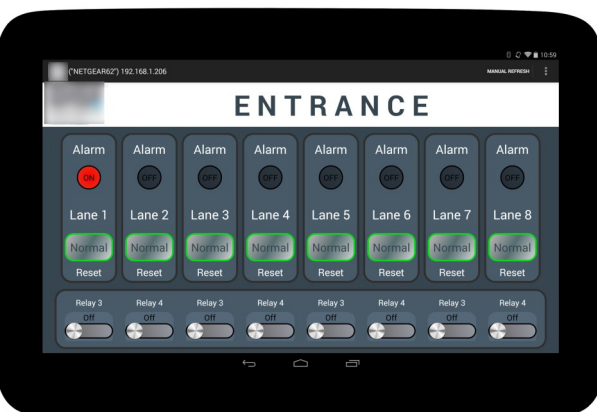 10:59
("NETGEAR62") 192.168.1.206 MANUAL REFRESH
ENTRANCE
Alarm Alarm Alarm Alarm Alarm Alarm Alarm Alarm
ON OFF OFF OFF OFF OFF OFF OFF
Lane 1 Lane 2 Lane 3 Lane 4 Lane 5 Lane 6 Lane 7 Lane 8
Normal Normal Normal Normal Normal Normal Normal Normal
Reset Reset Reset Reset Reset Reset Reset Reset
Relay 3 Relay 4 Relay 3 Relay 4 Relay 3 Relay 4 Relay 3 Relay 4
Off Off Off Off Off Off Off Off